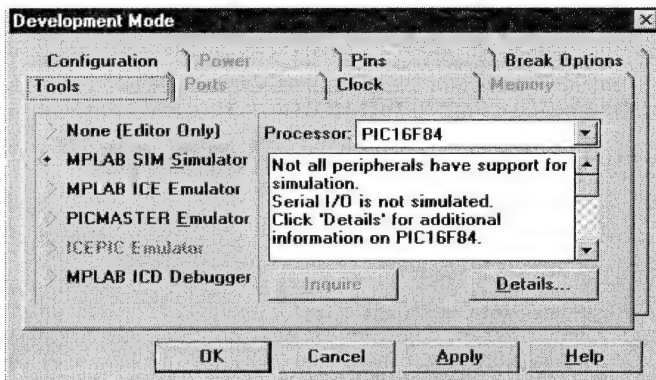 Development Mode
Configuration Power Pins Break Options
Tools Ports Clock Memory
None (Editor Only)
MPLAB SIM Simulator
MPLAB ICE Emulator
PICMASTER Emulator
ICEPIC Emulator
MPLAB ICD Debugger
Processor: PIC16F84
Not all peripherals have support for
simulation.
Serial I/O is not simulated.
Click 'Details' for additional
information on PIC16F84.
Inquire Details...
OK Cancel Apply Help